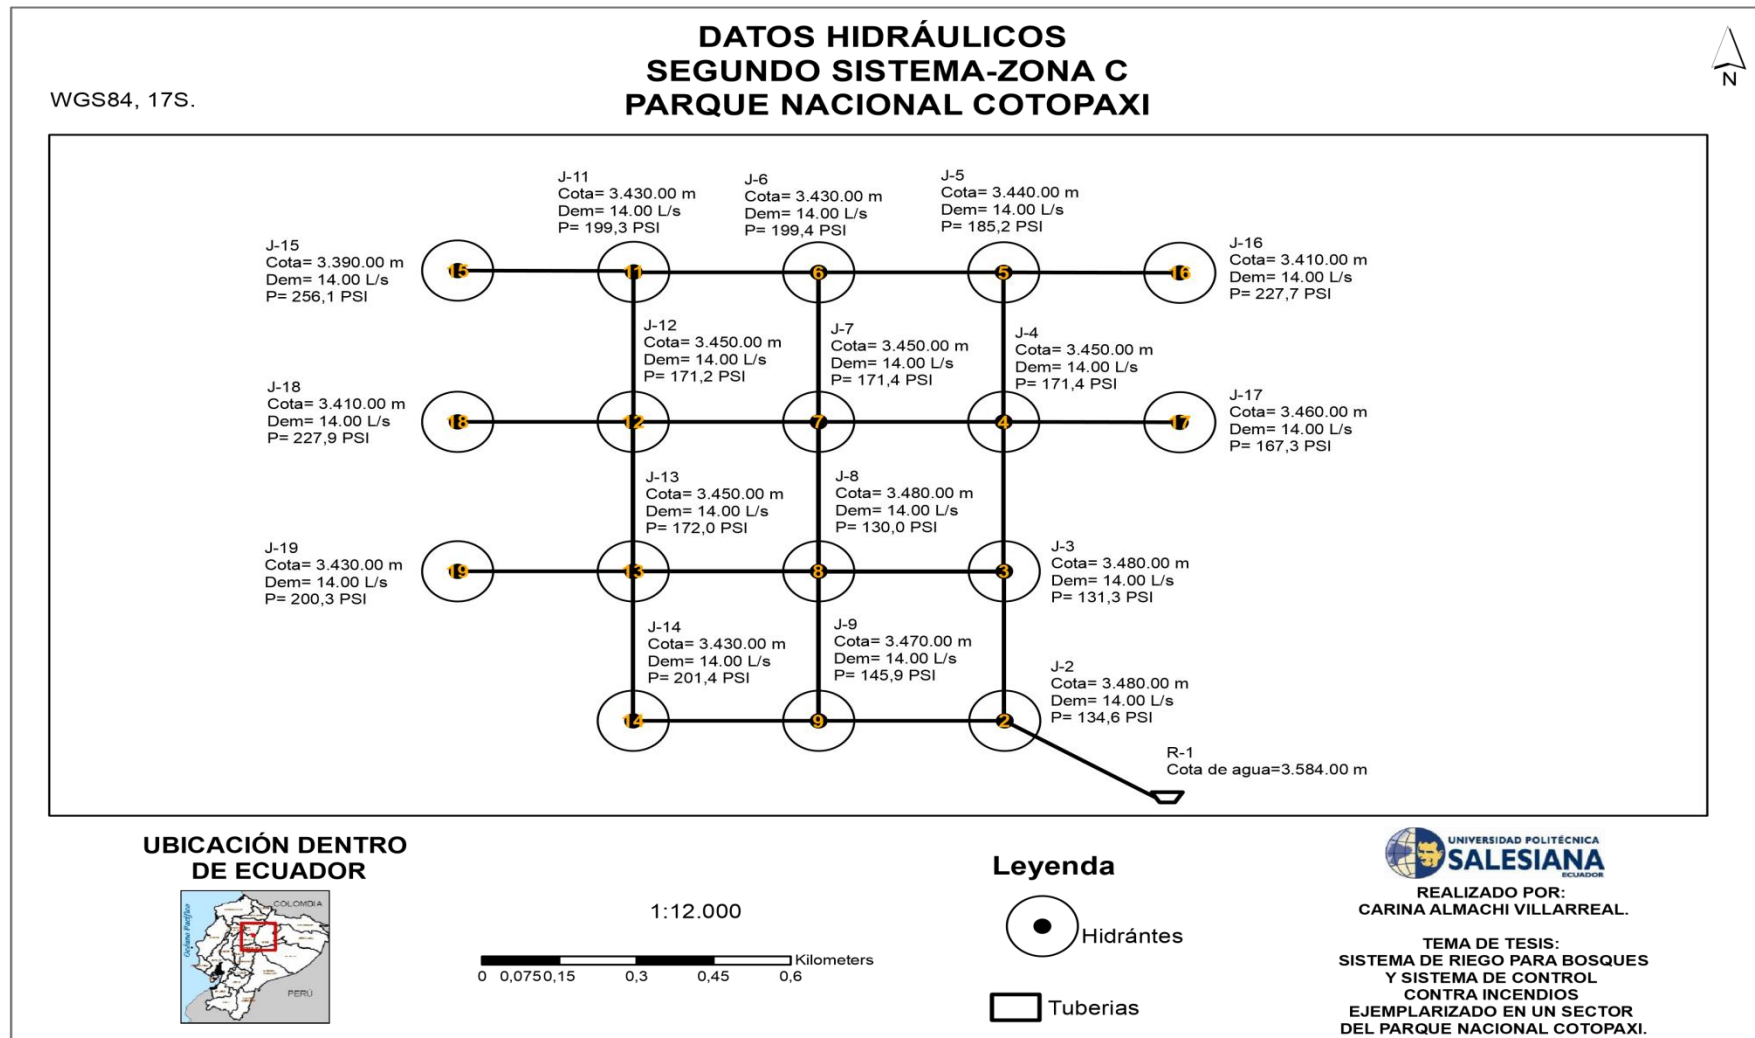 DATOS HIDRÁULICOS
SEGUNDO SISTEMA-ZONA C
PARQUE NACIONAL COTOPAXI
WGS84, 17S.
N
J-11
Cota= 3.430.00 m
Dem= 14.00 L/s
P= 199,3 PSI
J-6
Cota= 3.430.00 m
Dem= 14.00 L/s
P= 199,4 PSI
J-5
Cota= 3.440.00 m
Dem= 14.00 L/s
P= 185,2 PSI
J-15
Cota= 3.390.00 m
Dem= 14.00 L/s
P= 256,1 PSI
J-16
Cota= 3.410.00 m
Dem= 14.00 L/s
P= 227,7 PSI
15
11
6
5
16
J-12
Cota= 3.450.00 m
Dem= 14.00 L/s
P= 171,2 PSI
J-7
Cota= 3.450.00 m
Dem= 14.00 L/s
P= 171,4 PSI
J-4
Cota= 3.450.00 m
Dem= 14.00 L/s
P= 171,4 PSI
J-18
Cota= 3.410.00 m
Dem= 14.00 L/s
P= 227,9 PSI
J-17
Cota= 3.460.00 m
Dem= 14.00 L/s
P= 167,3 PSI
18
12
7
4
17
J-13
Cota= 3.450.00 m
Dem= 14.00 L/s
P= 172,0 PSI
J-8
Cota= 3.480.00 m
Dem= 14.00 L/s
P= 130,0 PSI
J-19
Cota= 3.430.00 m
Dem= 14.00 L/s
P= 200,3 PSI
J-3
Cota= 3.480.00 m
Dem= 14.00 L/s
P= 131,3 PSI
19
13
8
3
J-14
Cota= 3.430.00 m
Dem= 14.00 L/s
P= 201,4 PSI
J-9
Cota= 3.470.00 m
Dem= 14.00 L/s
P= 145,9 PSI
J-2
Cota= 3.480.00 m
Dem= 14.00 L/s
P= 134,6 PSI
14
9
2
R-1
Cota de agua=3.584.00 m
UBICACIÓN DENTRO
DE ECUADOR
COLOMBIA
Océano Pacífico
PERÚ
1:12.000
Kilometers
0 0,075 0,15 0,3 0,45 0,6
Leyenda
Hidrántes
Tuberias
UNIVERSIDAD POLITÉCNICA
SALESIANA
ECUADOR
REALIZADO POR:
CARINA ALMACHI VILLARREAL.
TEMA DE TESIS:
SISTEMA DE RIEGO PARA BOSQUES
Y SISTEMA DE CONTROL
CONTRA INCENDIOS
EJEMPLARIZADO EN UN SECTOR
DEL PARQUE NACIONAL COTOPAXI.